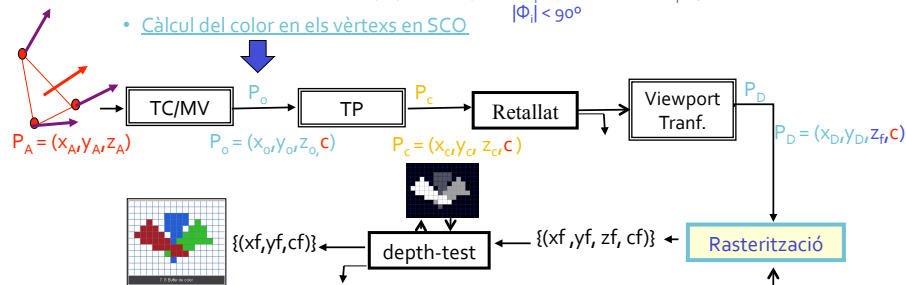 |Φi| < 90º
• Càlcul del color en els vèrtexs en SCO
TC/MV
Po
TP
Pc
Retallat
Viewport
Tranf.
PD
PA = (xA,yA,zA)
Po = (xo,yo,zo,c)
Pc = (xc,yc, zc,c )
PD = (xD,yD,zf,c)
{(xf,yf,cf)}
depth-test
{(xf ,yf, zf, cf)}
Rasterització